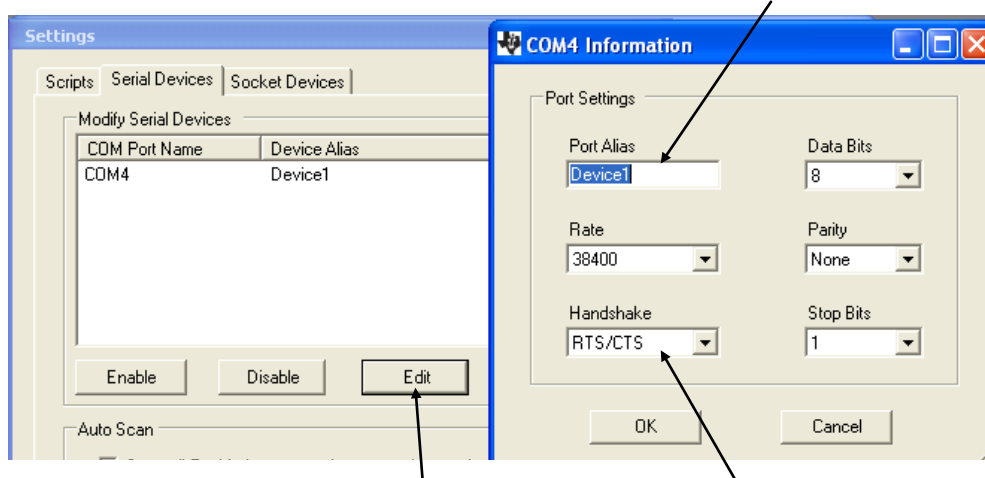 Settings
Scripts Serial Devices Socket Devices
Modify Serial Devices
COM Port Name Device Alias
COM4 Device1
Enable Disable Edit
Auto Scan
COM4 Information
Port Settings
Port Alias Data Bits
Device1 8
Rate Parity
38400 None
Handshake Stop Bits
RTS/CTS 1
OK Cancel